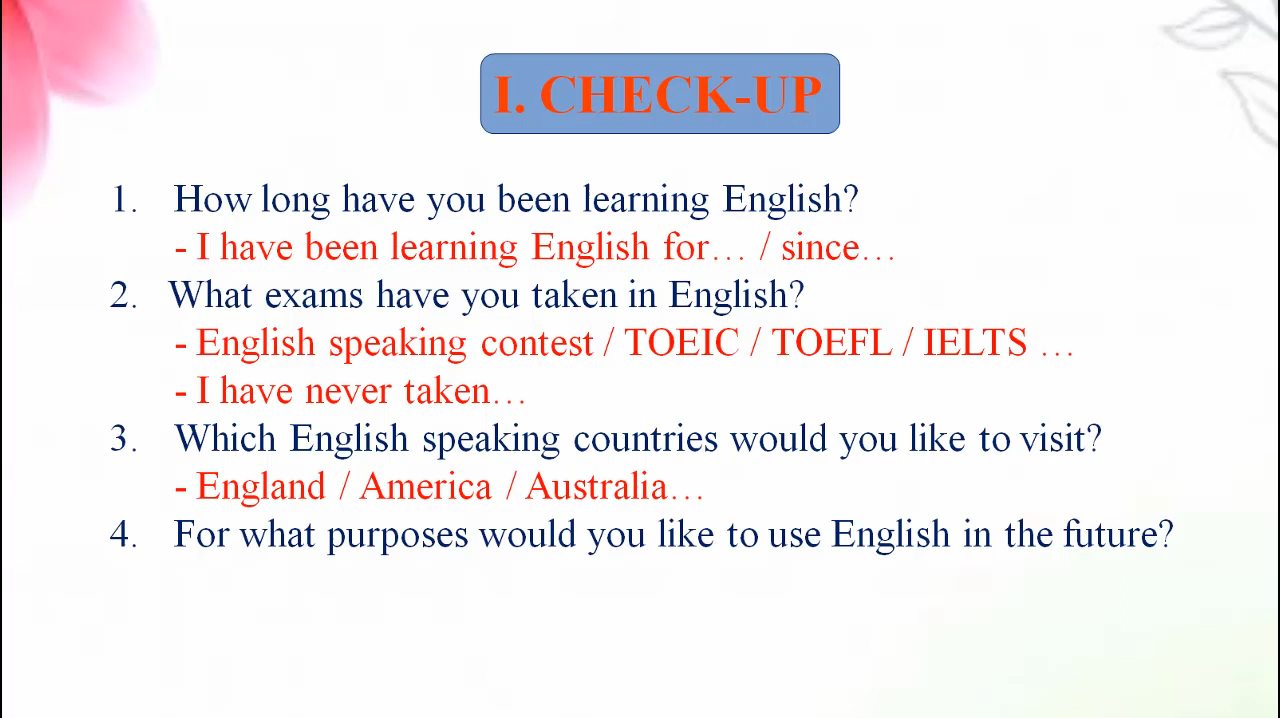 I. CHECK-UP
1. How long have you been learning English?
- I have been learning English for… / since…
2. What exams have you taken in English?
- English speaking contest / TOEIC / TOEFL / IELTS …
- I have never taken…
3. Which English speaking countries would you like to visit?
- England / America / Australia…
4. For what purposes would you like to use English in the future?